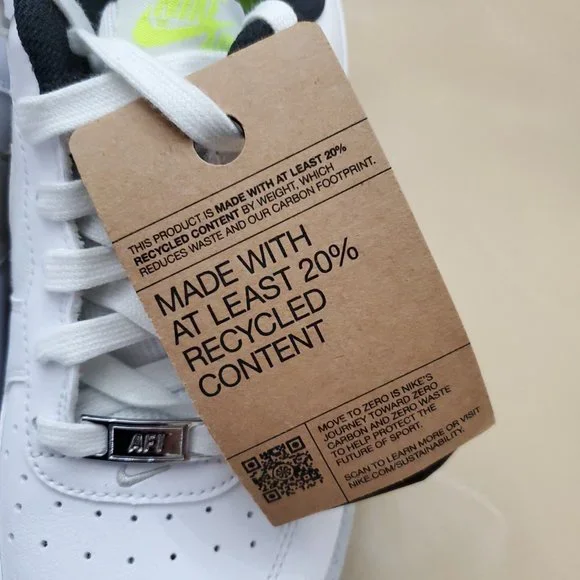 NIKE
THIS PRODUCT IS MADE WITH AT LEAST 20%
RECYCLED CONTENT BY WEIGHT, WHICH
REDUCES WASTE AND OUR CARBON FOOTPRINT.
MADE WITH
AT LEAST 20%
RECYCLED
CONTENT
MOVE TO ZERO IS NIKE'S
JOURNEY TOWARD ZERO
CARBON AND ZERO WASTE
TO HELP PROTECT THE
FUTURE OF SPORT.
SCAN TO LEARN MORE OR VISIT
NIKE.COM/SUSTAINABILITY.
AF1